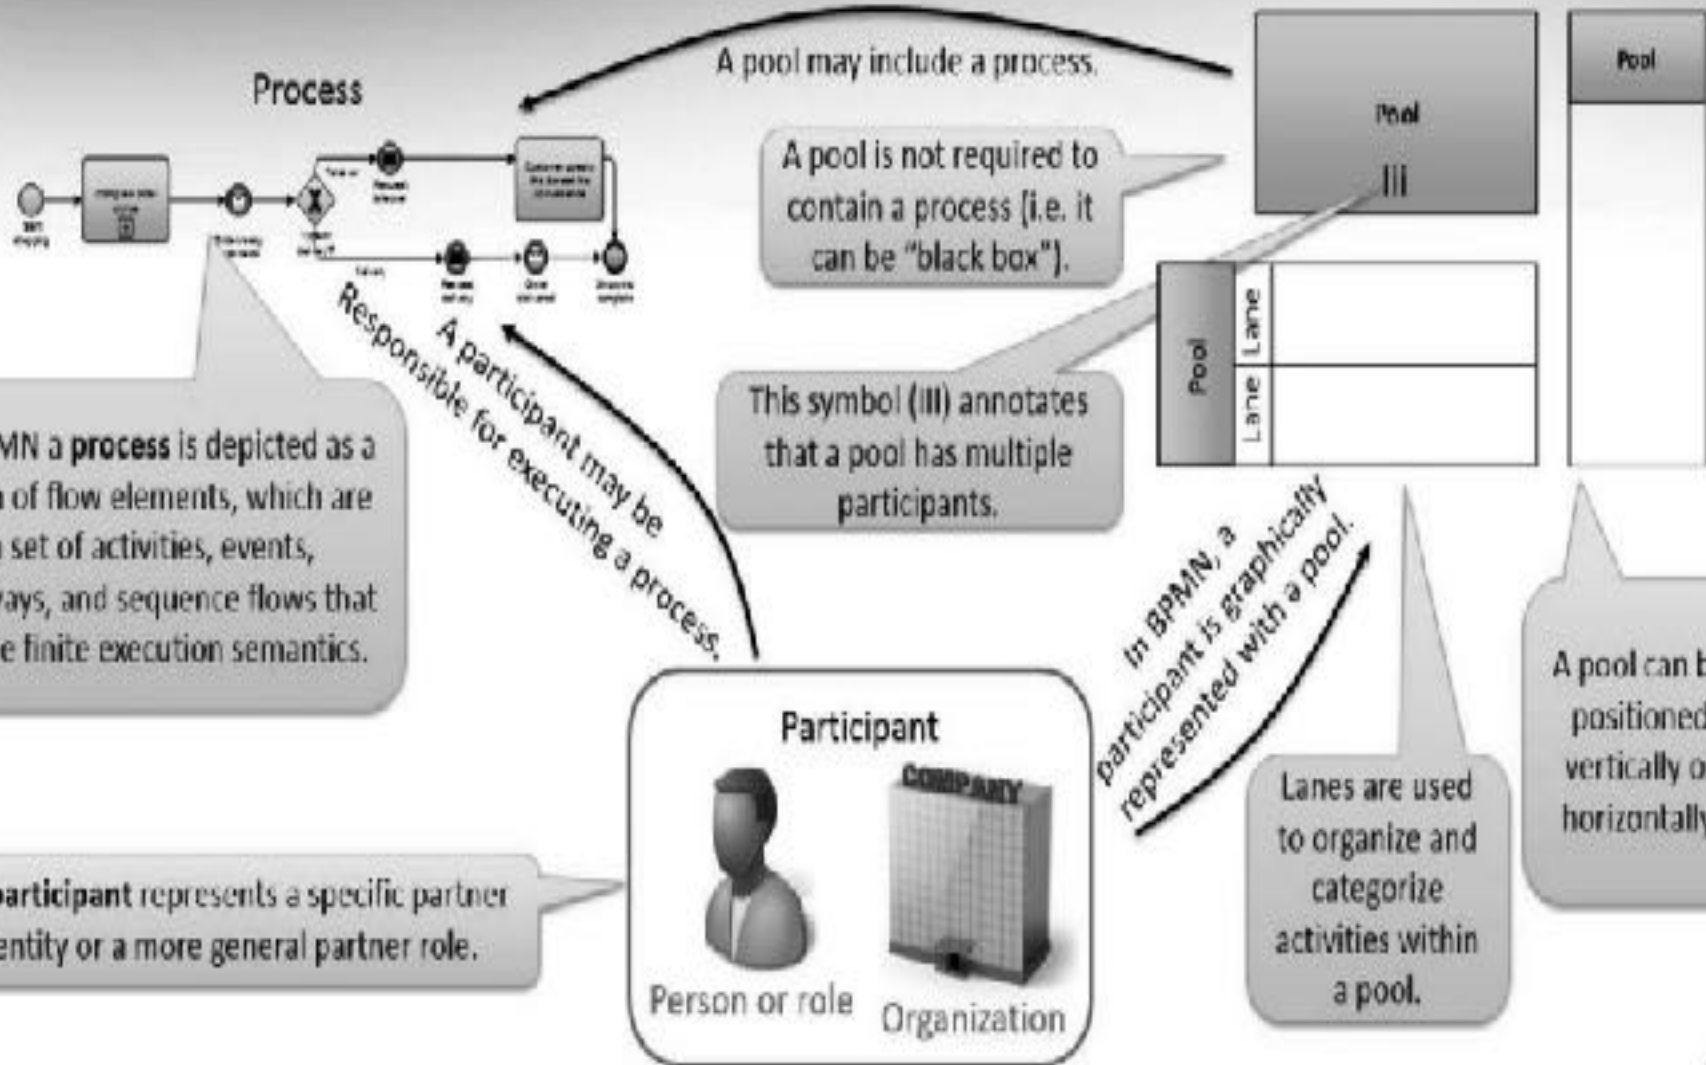 Process
A pool may include a process.
Pool
III
Pool
A pool is not required to
contain a process (i.e. it
can be “black box”).
Pool
Lane
Lane
This symbol (III) annotates
that a pool has multiple
participants.
A participant may be
Responsible for executing a process.
MN a process is depicted as a
of flow elements, which are
set of activities, events,
ways, and sequence flows that
e finite execution semantics.
In BPMN, a
participant is graphically
represented with a pool.
Participant
COMPANY
Person or role
Organization
participant represents a specific partner
entity or a more general partner role.
Lanes are used
to organize and
categorize
activities within
a pool.
A pool can b
positioned
vertically o
horizontally